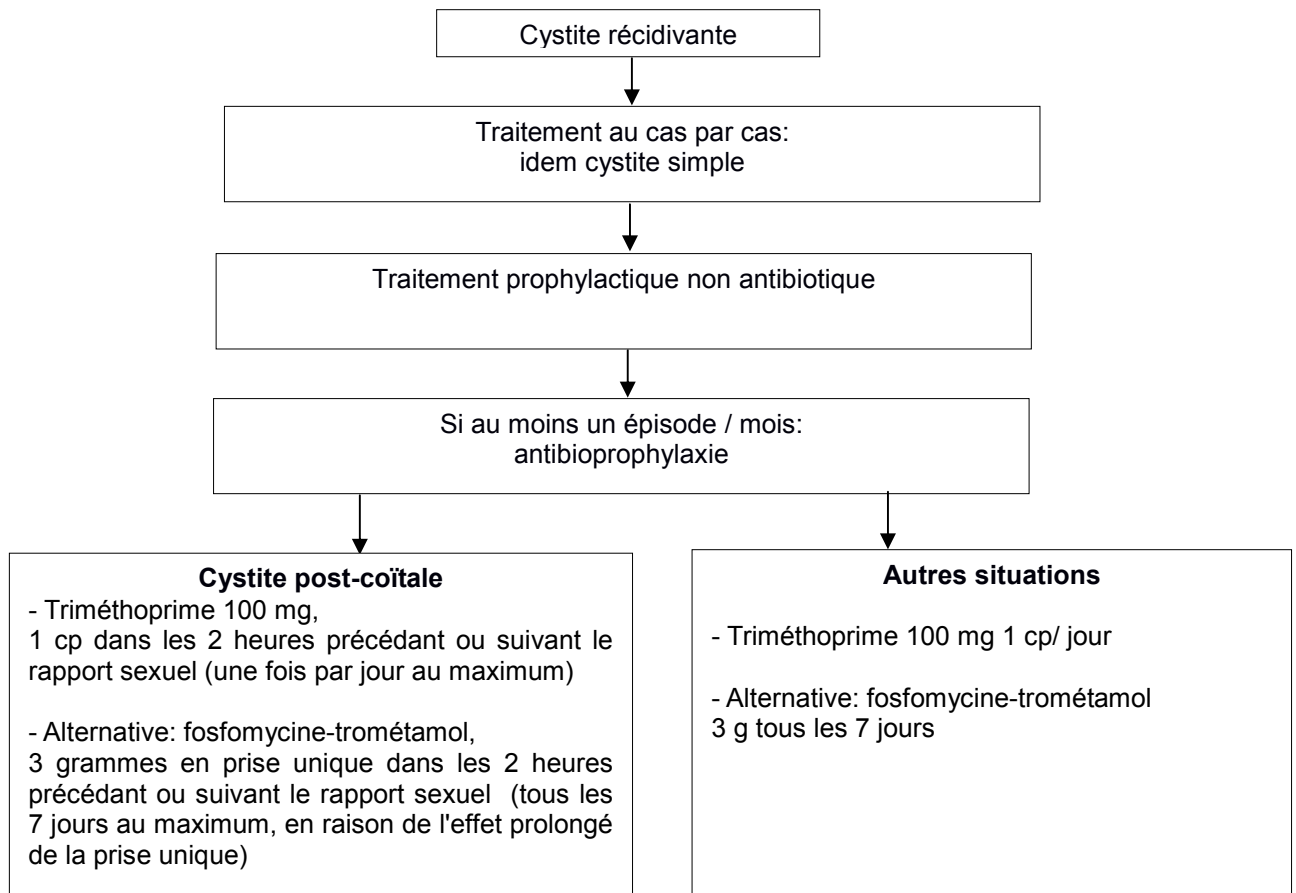 Cystite récidivante
Traitement au cas par cas:
idem cystite simple
Traitement prophylactique non antibiotique
Si au moins un épisode / mois:
antibioprophylaxie
Cystite post-coïtale
- Triméthoprime 100 mg,
1 cp dans les 2 heures précédant ou suivant le
rapport sexuel (une fois par jour au maximum)
- Alternative: fosfomycine-trométamol,
3 grammes en prise unique dans les 2 heures
précédant ou suivant le rapport sexuel (tous les
7 jours au maximum, en raison de l'effet prolongé
de la prise unique)
Autres situations
- Triméthoprime 100 mg 1 cp/ jour
- Alternative: fosfomycine-trométamol
3 g tous les 7 jours